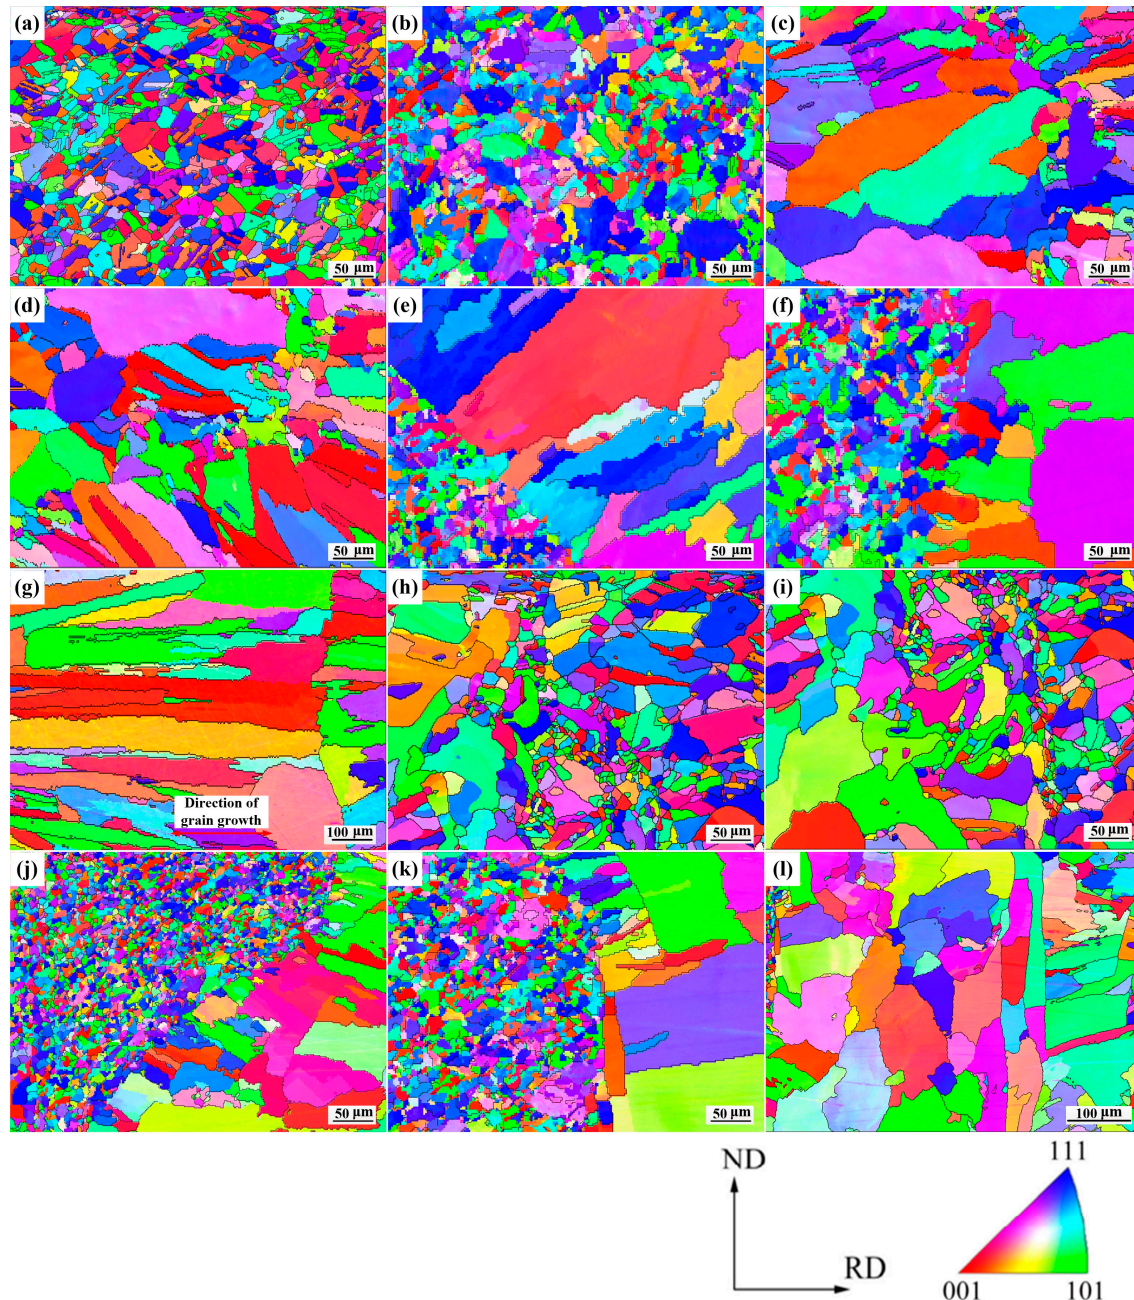 (a)
(b)
(c)
50 μm
50 μm
50 μm
(d)
(e)
(f)
50 μm
50 μm
50 μm
(g)
(h)
(i)
Direction of
grain growth
100 μm
50 μm
50 μm
(j)
(k)
(l)
50 μm
50 μm
100 μm
ND
111
RD
001
101